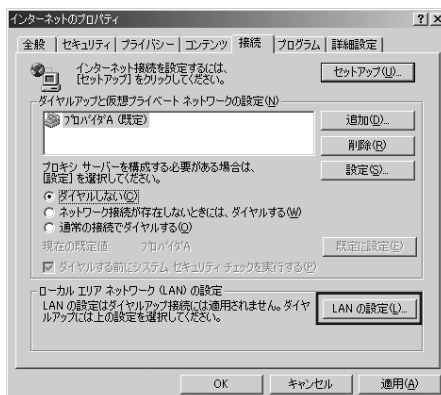 インターネットのプロパティ
全般 セキュリティ プライバシー コンテンツ 接続 プログラム 詳細設定
インターネット接続を設定するには、
[セットアップ]をクリックしてください。
セットアップ(U)...
ダイヤルアップと仮想プライベート ネットワークの設定(N)
プロバイダA (既定)
追加(D)...
削除(R)
プロキシ サーバーを構成する必要がある場合は、
[設定] を選択してください。
設定(S)...
ダイヤルしない(C)
ネットワーク接続が存在しないときには、ダイヤルする(W)
通常の接続でダイヤルする(O)
現在の既定値: プロバイダA
既定に設定(E)
ダイヤルする前にシステム セキュリティ チェックを実行する(P)
ローカル エリア ネットワーク (LAN) の設定
LAN の設定はダイヤルアップ接続には適用されません。ダイヤ
ルアップには上の設定を選択してください。
LAN の設定(L)...
OK キャンセル 適用(A)